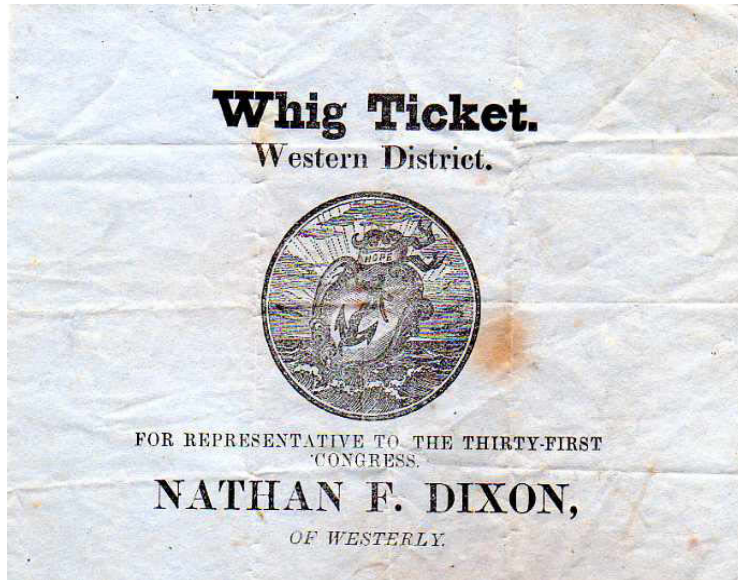 Whig Ticket.
Western District.
HOPE
FOR REPRESENTATIVE TO THE THIRTY-FIRST
CONGRESS.
NATHAN F. DIXON,
OF WESTERLY.